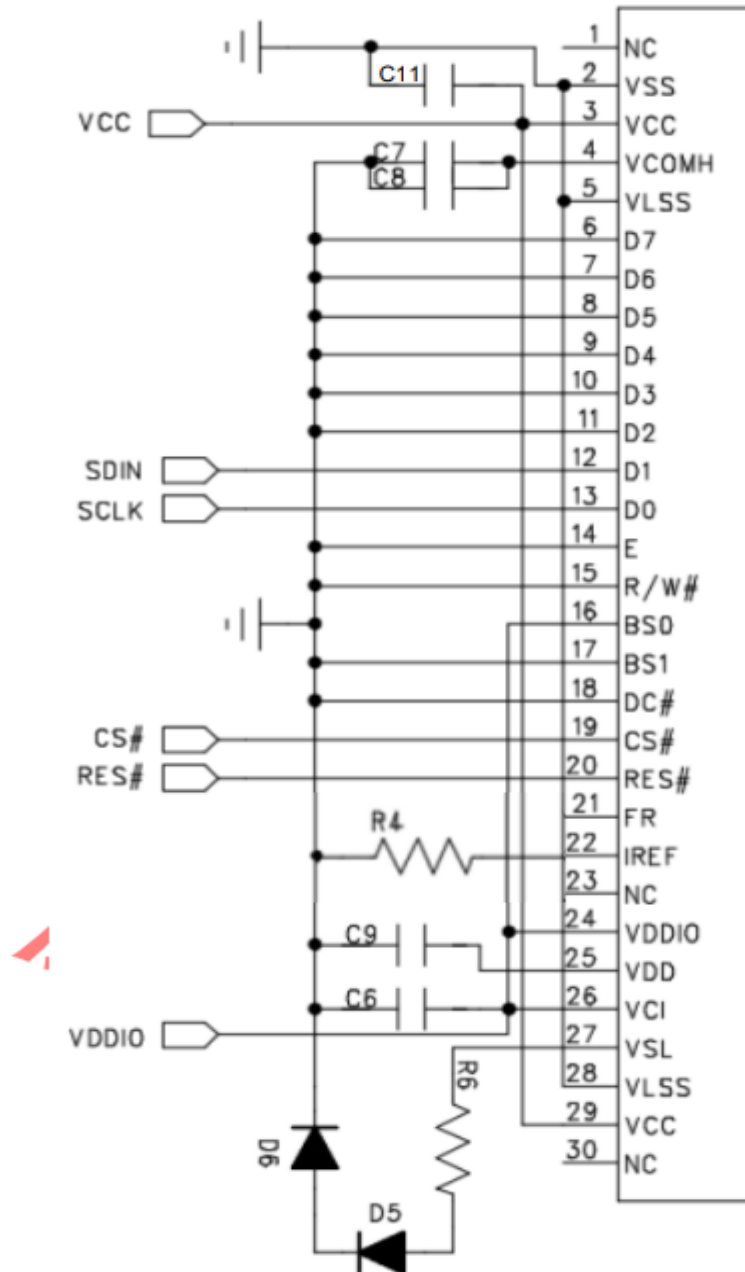 1 NC
C11
2 VSS
VCC 3 VCC
C7 4 VCOMH
C8
5 VLSS
6 D7
7 D6
8 D5
9 D4
10 D3
11 D2
SDIN 12 D1
SCLK 13 D0
14 E
15 R/W#
16 BS0
17 BS1
18 DC#
CS# 19 CS#
RES# 20 RES#
21 FR
R4 22 IREF
23 NC
24 VDDIO
C9 25 VDD
C6 26 VCI
VDDIO 27 VSL
R6 28 VLSS
29 VCC
D6 30 NC
D5